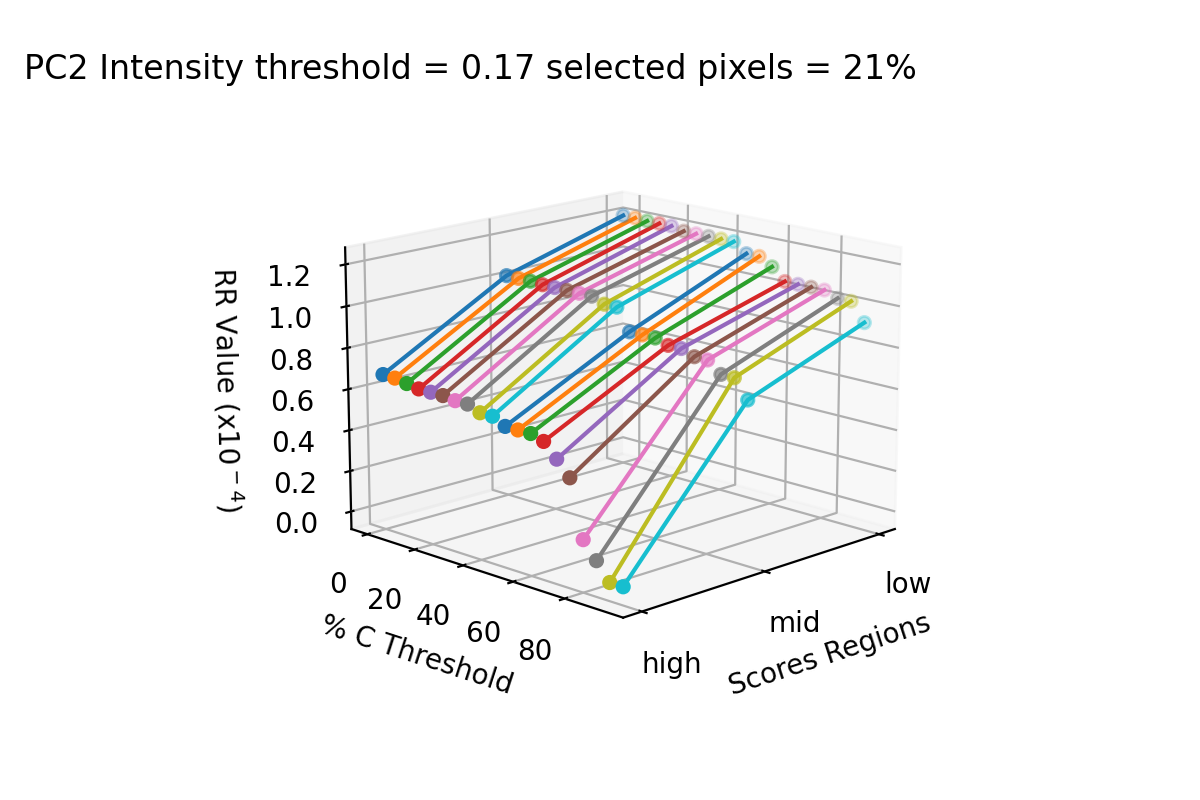 PC2 Intensity threshold = 0.17 selected pixels = 21%
RR Value (x10⁻⁴)
1.2
1.0
0.8
0.6
0.4
0.2
0.0
0
20
40
60
80
% C Threshold
high
mid
low
Scores Regions